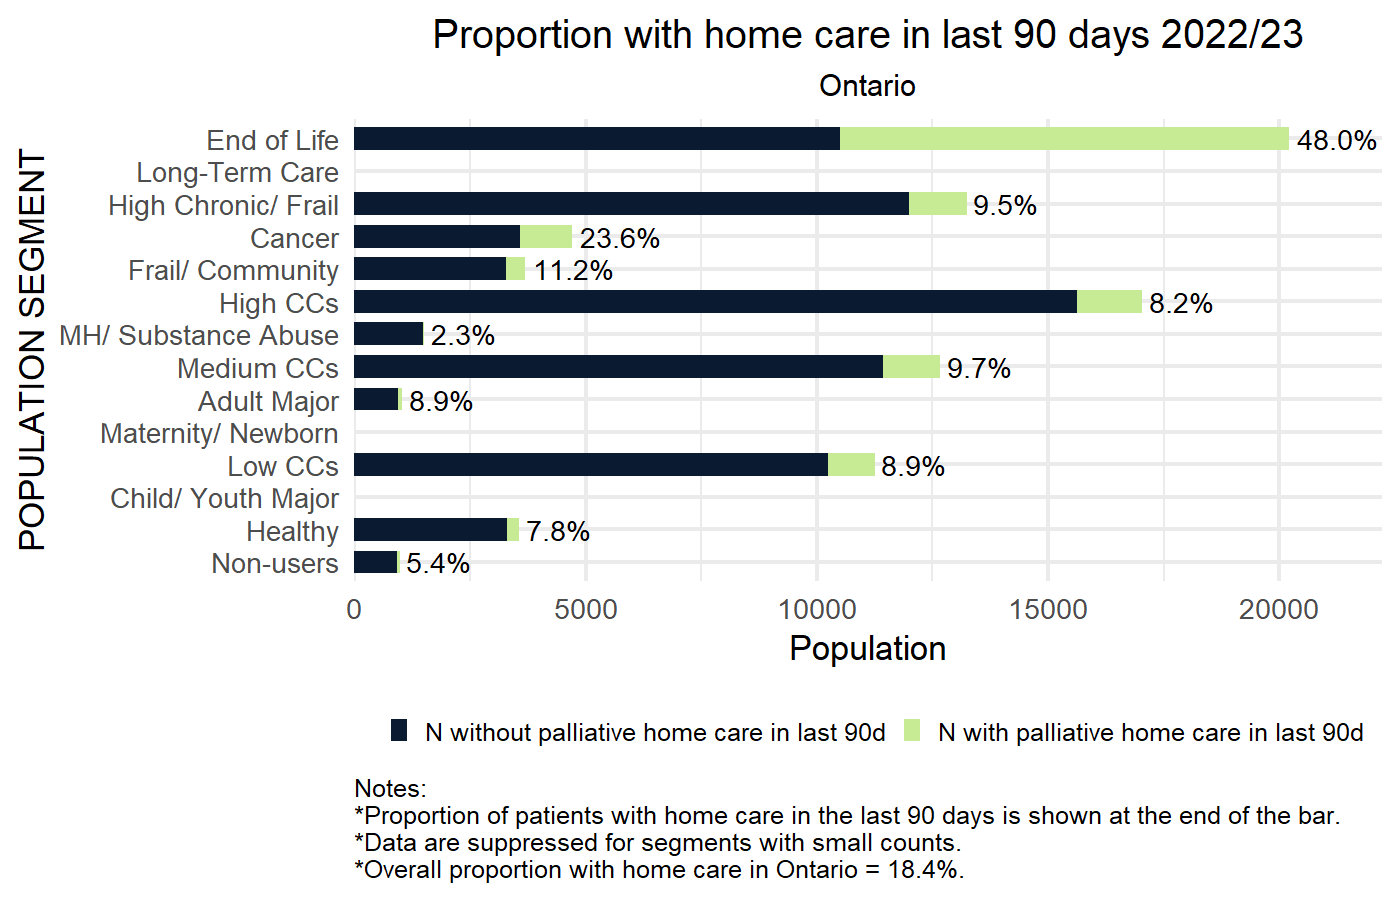 Proportion with home care in last 90 days 2022/23
Ontario
POPULATION SEGMENT
End of Life 48.0%
Long-Term Care
High Chronic/ Frail 9.5%
Cancer 23.6%
Frail/ Community 11.2%
High CCs 8.2%
MH/ Substance Abuse 2.3%
Medium CCs 9.7%
Adult Major 8.9%
Maternity/ Newborn
Low CCs 8.9%
Child/ Youth Major
Healthy 7.8%
Non-users 5.4%
0 5000 10000 15000 20000
Population
N without palliative home care in last 90d N with palliative home care in last 90d
Notes:
*Proportion of patients with home care in the last 90 days is shown at the end of the bar.
*Data are suppressed for segments with small counts.
*Overall proportion with home care in Ontario = 18.4%.